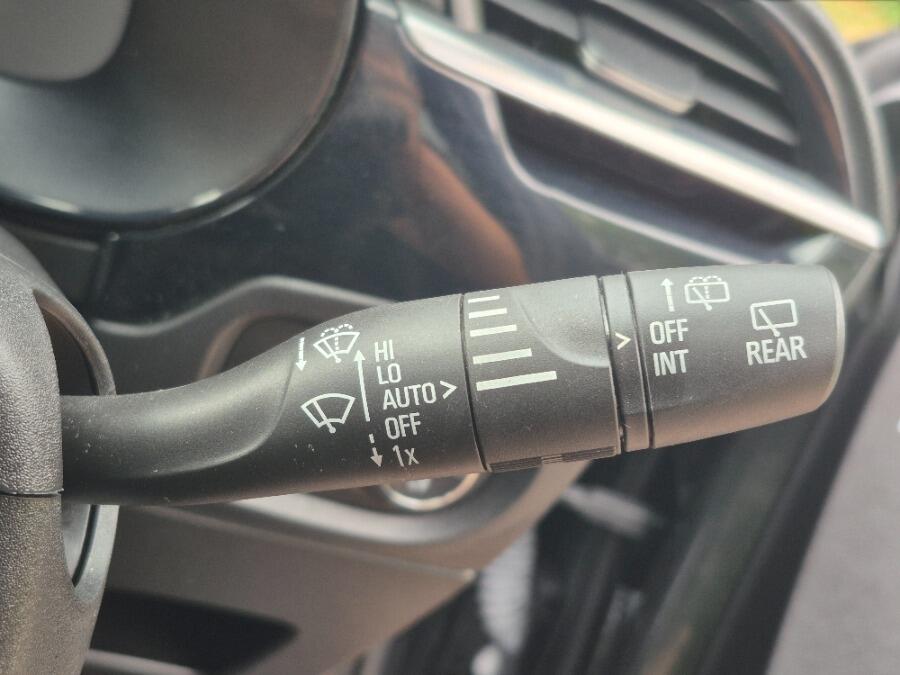 HI
LO
AUTO >
OFF
1x
>
OFF
INT
REAR